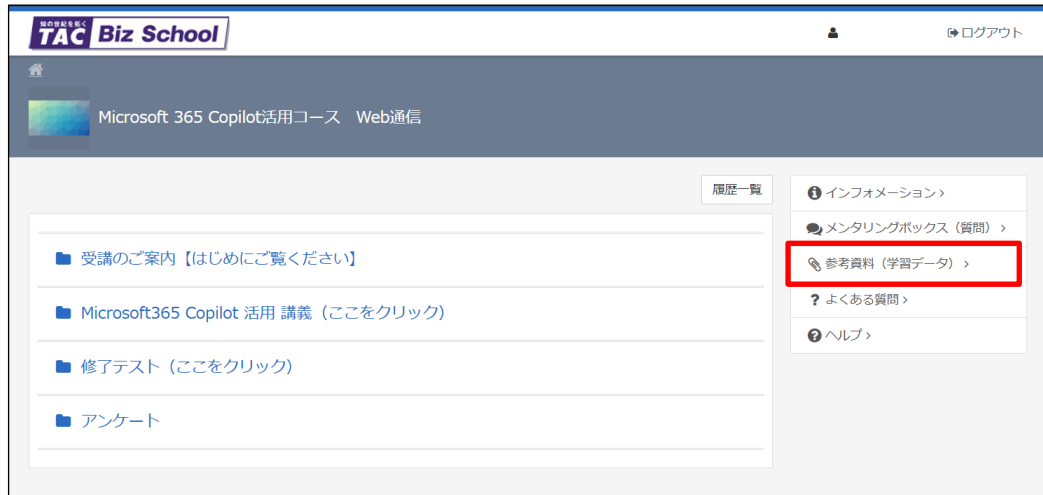 知の世紀を拓く
TAC Biz School
ログアウト
Microsoft 365 Copilot活用コース　Web通信
履歴一覧
受講のご案内【はじめにご覧ください】
Microsoft365 Copilot 活用 講義（ここをクリック）
修了テスト（ここをクリック）
アンケート
インフォメーション >
メンタリングボックス（質問） >
参考資料（学習データ） >
よくある質問 >
ヘルプ >